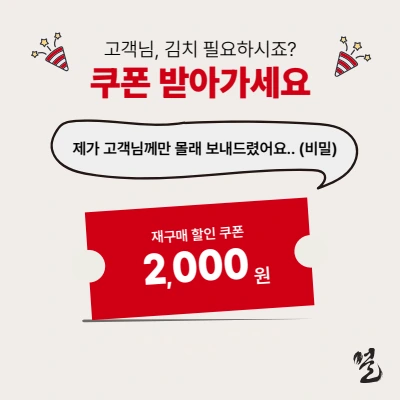 고객님, 김치 필요하시죠?
쿠폰 받아가세요
제가 고객님께만 몰래 보내드렸어요.. (비밀)
재구매 할인 쿠폰
2,000 원